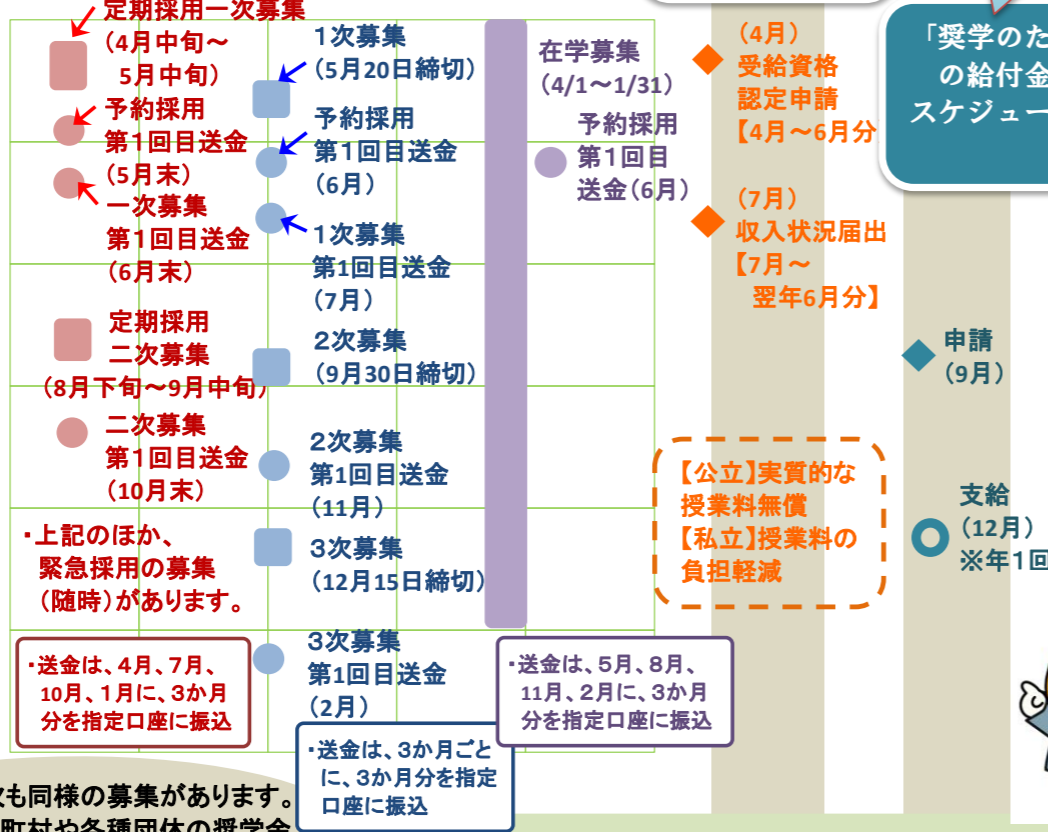 定期採用一次募集
(4月中旬～
5月中旬)
予約採用
第1回目送金
(5月末)
一次募集
第1回目送金
(6月末)
定期採用
二次募集
(8月下旬～9月中旬)
二次募集
第1回目送金
(10月末)
・上記のほか、
緊急採用の募集
(随時)があります。
・送金は、4月、7月、
10月、1月に、3か月
分を指定口座に振込
1次募集
(5月20日締切)
予約採用
第1回目送金
(6月)
1次募集
第1回目送金
(7月)
2次募集
(9月30日締切)
2次募集
第1回目送金
(11月)
3次募集
(12月15日締切)
3次募集
第1回目送金
(2月)
・送金は、3か月ごと
に、3か月分を指定
口座に振込
在学募集
(4/1～1/31)
予約採用
第1回目
送金(6月)
・送金は、5月、8月、
11月、2月に、3か月
分を指定口座に振込
(4月)
受給資格
認定申請
【4月～6月分
(7月)
収入状況届出
【7月～
翌年6月分】
【公立】実質的な
授業料無償
【私立】授業料の
負担軽減
「奨学のた
の給付金
スケジュー
申請
(9月)
支給
(12月)
※年1回
も同様の募集があります。
町村や各種団体の奨学金